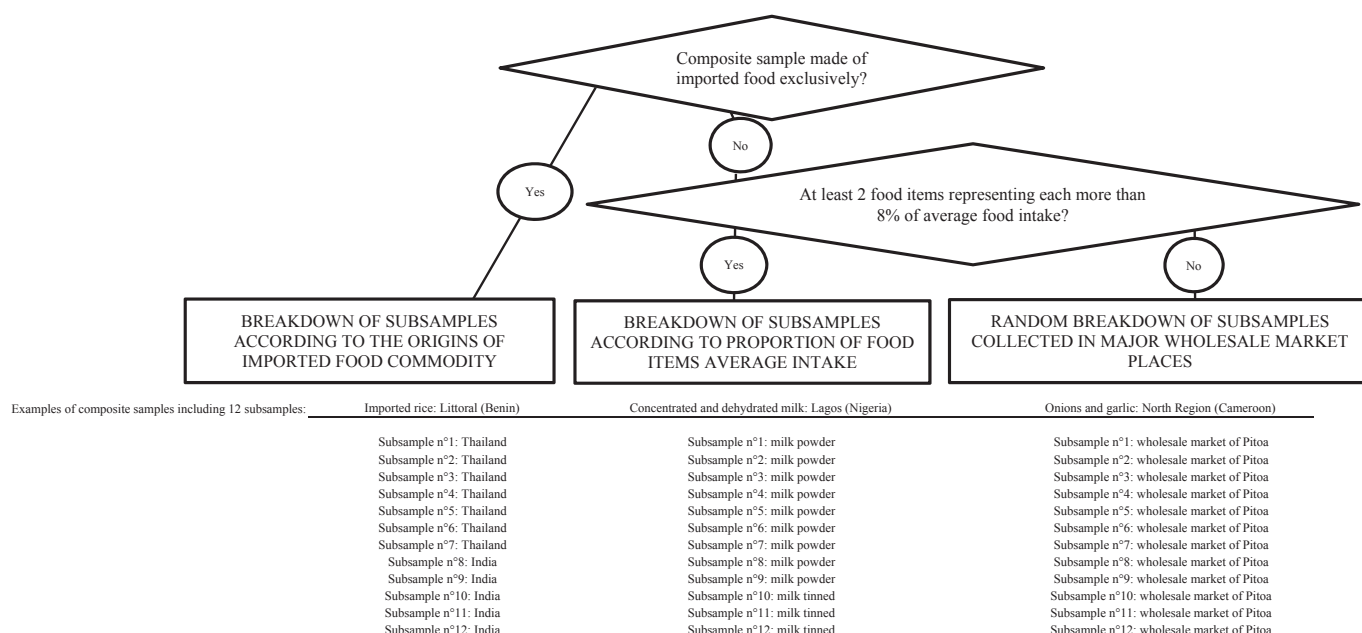 Composite sample made of
imported food exclusively?
No
Yes
At least 2 food items representing each more than
8% of average food intake?
Yes
No
BREAKDOWN OF SUBSAMPLES
ACCORDING TO THE ORIGINS OF
IMPORTED FOOD COMMODITY
BREAKDOWN OF SUBSAMPLES
ACCORDING TO PROPORTION OF FOOD
ITEMS AVERAGE INTAKE
RANDOM BREAKDOWN OF SUBSAMPLES
COLLECTED IN MAJOR WHOLESALE MARKET
PLACES
Examples of composite samples including 12 subsamples:
Imported rice: Littoral (Benin)
Subsample n°1: Thailand
Subsample n°2: Thailand
Subsample n°3: Thailand
Subsample n°4: Thailand
Subsample n°5: Thailand
Subsample n°6: Thailand
Subsample n°7: Thailand
Subsample n°8: India
Subsample n°9: India
Subsample n°10: India
Subsample n°11: India
Subsample n°12: India
Concentrated and dehydrated milk: Lagos (Nigeria)
Subsample n°1: milk powder
Subsample n°2: milk powder
Subsample n°3: milk powder
Subsample n°4: milk powder
Subsample n°5: milk powder
Subsample n°6: milk powder
Subsample n°7: milk powder
Subsample n°8: milk powder
Subsample n°9: milk powder
Subsample n°10: milk tinned
Subsample n°11: milk tinned
Subsample n°12: milk tinned
Onions and garlic: North Region (Cameroon)
Subsample n°1: wholesale market of Pitoa
Subsample n°2: wholesale market of Pitoa
Subsample n°3: wholesale market of Pitoa
Subsample n°4: wholesale market of Pitoa
Subsample n°5: wholesale market of Pitoa
Subsample n°6: wholesale market of Pitoa
Subsample n°7: wholesale market of Pitoa
Subsample n°8: wholesale market of Pitoa
Subsample n°9: wholesale market of Pitoa
Subsample n°10: wholesale market of Pitoa
Subsample n°11: wholesale market of Pitoa
Subsample n°12: wholesale market of Pitoa